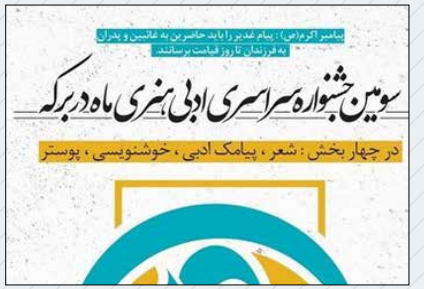 پیامبر اکرم(ص) : پیام غدیر را باید حاضرین به غائبین و پدران
به فرزندان تا روز قیامت برسانند.
سومین جشنواره سراسری ادبی هنری ماه در برکه
در چهار بخش : شعر ، پیامک ادبی ، خوشنویسی ، پوستر